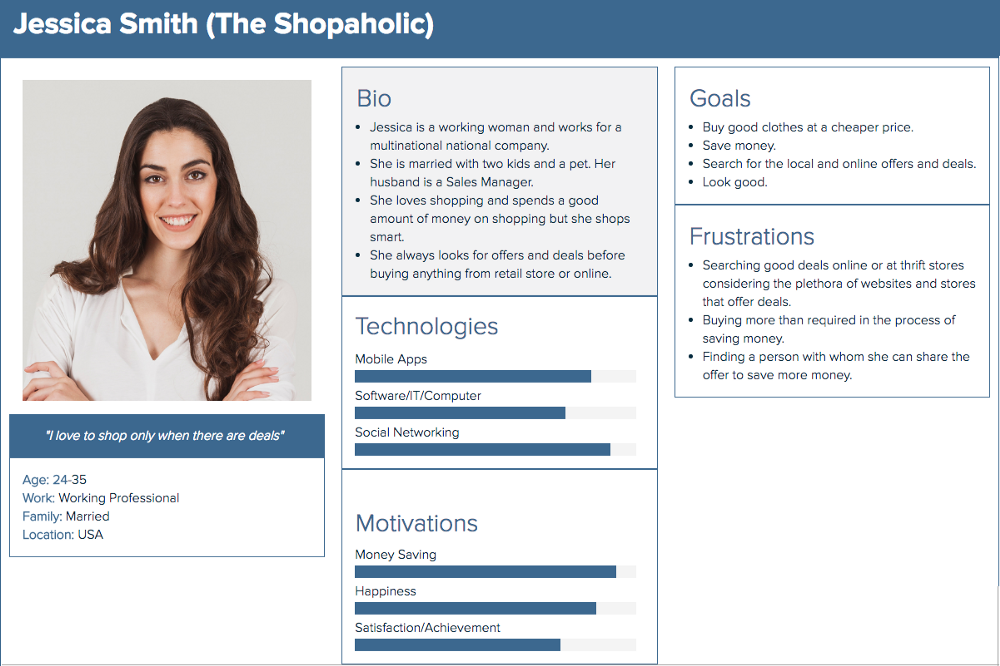 Jessica Smith (The Shopaholic)
"I love to shop only when there are deals"
Age: 24-35
Work: Working Professional
Family: Married
Location: USA
Bio
• Jessica is a working woman and works for a
multinational national company.
• She is married with two kids and a pet. Her
husband is a Sales Manager.
• She loves shopping and spends a good
amount of money on shopping but she shops
smart.
• She always looks for offers and deals before
buying anything from retail store or online.
Technologies
Mobile Apps
Software/IT/Computer
Social Networking
Motivations
Money Saving
Happiness
Satisfaction/Achievement
Goals
• Buy good clothes at a cheaper price.
• Save money.
• Search for the local and online offers and deals.
• Look good.
Frustrations
• Searching good deals online or at thrift stores
considering the plethora of websites and stores
that offer deals.
• Buying more than required in the process of
saving money.
• Finding a person with whom she can share the
offer to save more money.